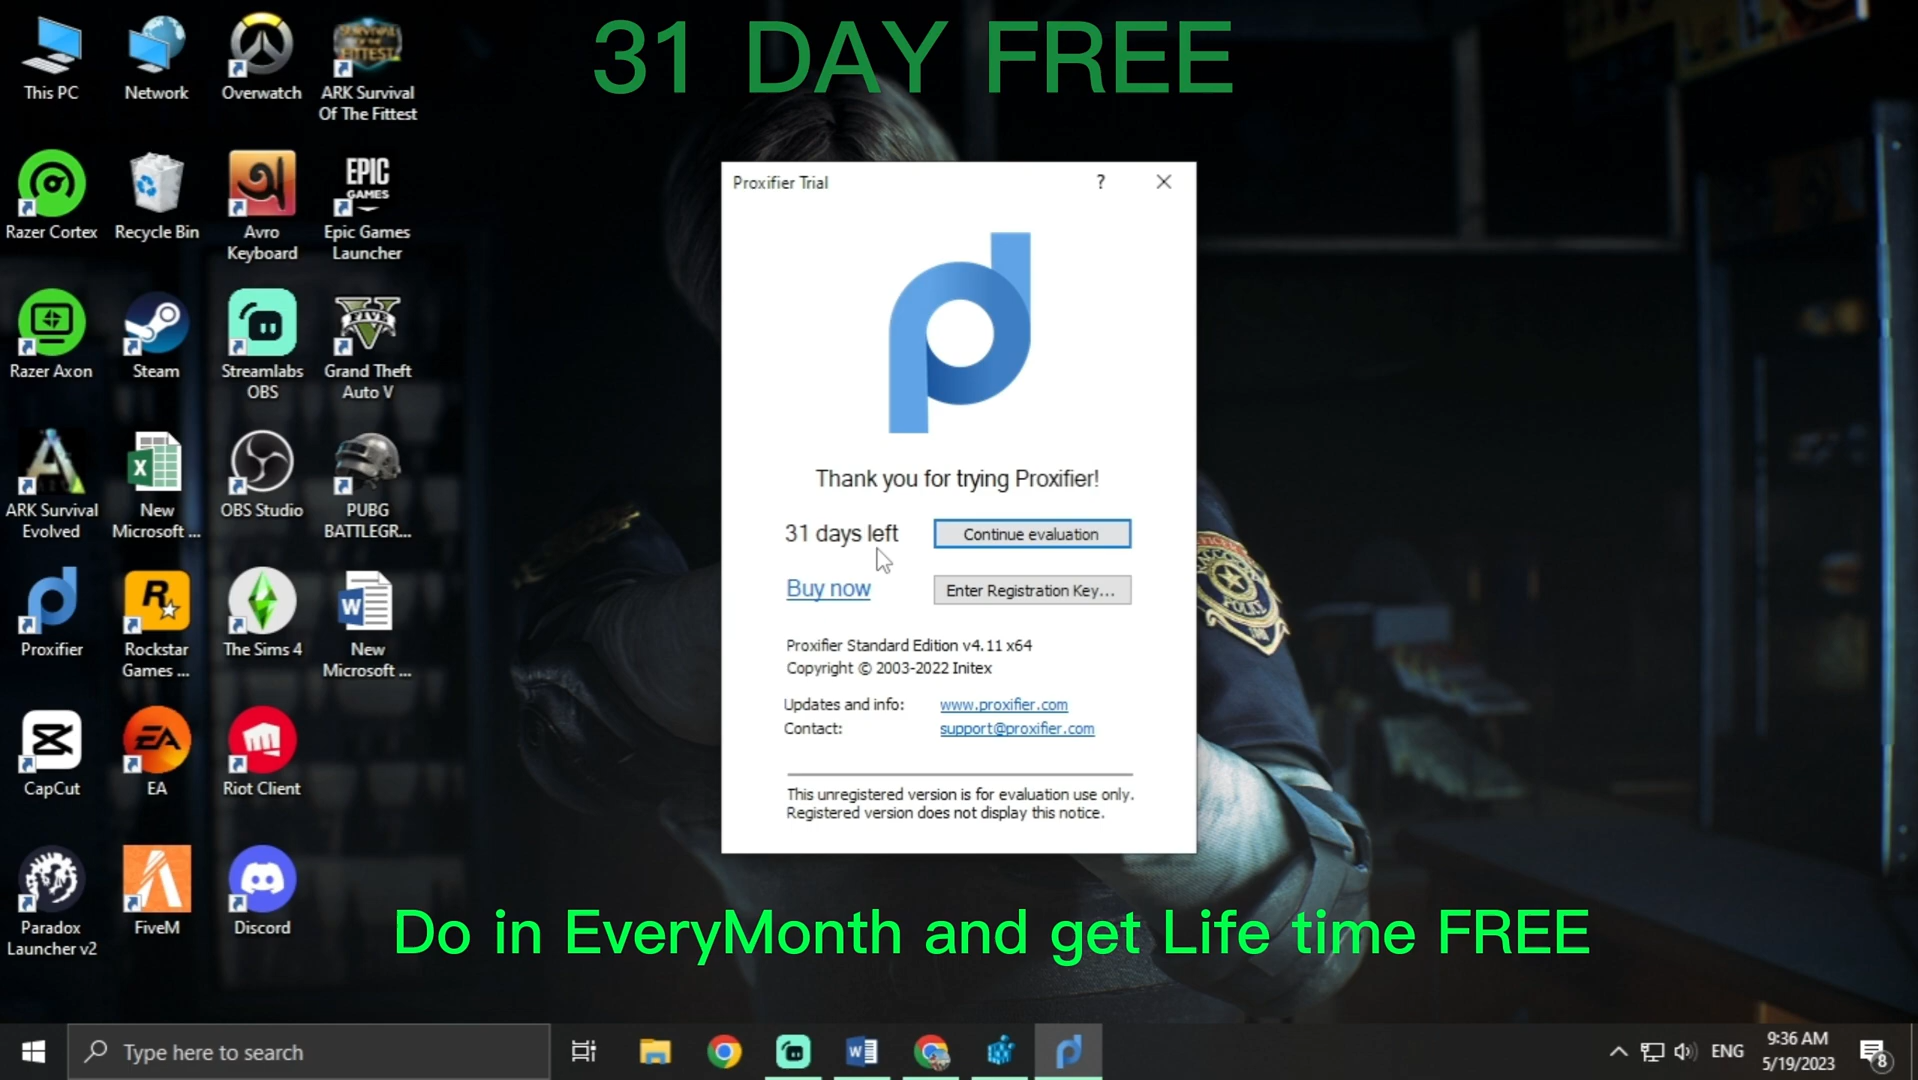 31 DAY FREE
This PC
Network
Overwatch
ARK Survival
Of The Fittest
Razer Cortex
Recycle Bin
Avro
Keyboard
EPIC
GAMES
Epic Games
Launcher
Razer Axon
Steam
Streamlabs
OBS
FIVE
Grand Theft
Auto V
ARK Survival
Evolved
New
Microsoft ...
OBS Studio
PUBG
BATTLEGR...
Proxifier
Rockstar
Games ...
The Sims 4
New
Microsoft ...
CapCut
EA
Riot Client
Paradox
Launcher v2
FiveM
Discord
Proxifier Trial
Thank you for trying Proxifier!
31 days left
Continue evaluation
Buy now
Enter Registration Key...
Proxifier Standard Edition v4.11 x64
Copyright © 2003-2022 Initex
Updates and info: www.proxifier.com
Contact: support@proxifier.com
This unregistered version is for evaluation use only.
Registered version does not display this notice.
POLICE
Do in EveryMonth and get Life time FREE
Type here to search
ENG
9:36 AM
5/19/2023
8